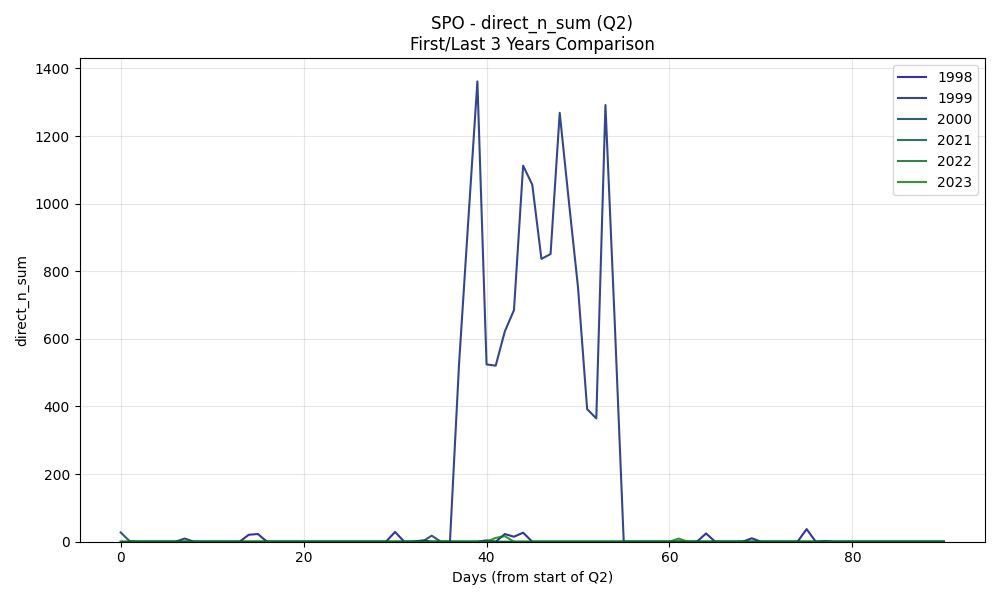 SPO - direct_n_sum (Q2)
First/Last 3 Years Comparison
direct_n_sum
1400
1200
1000
800
600
400
200
0
0 20 40 60 80
Days (from start of Q2)
1998
1999
2000
2021
2022
2023